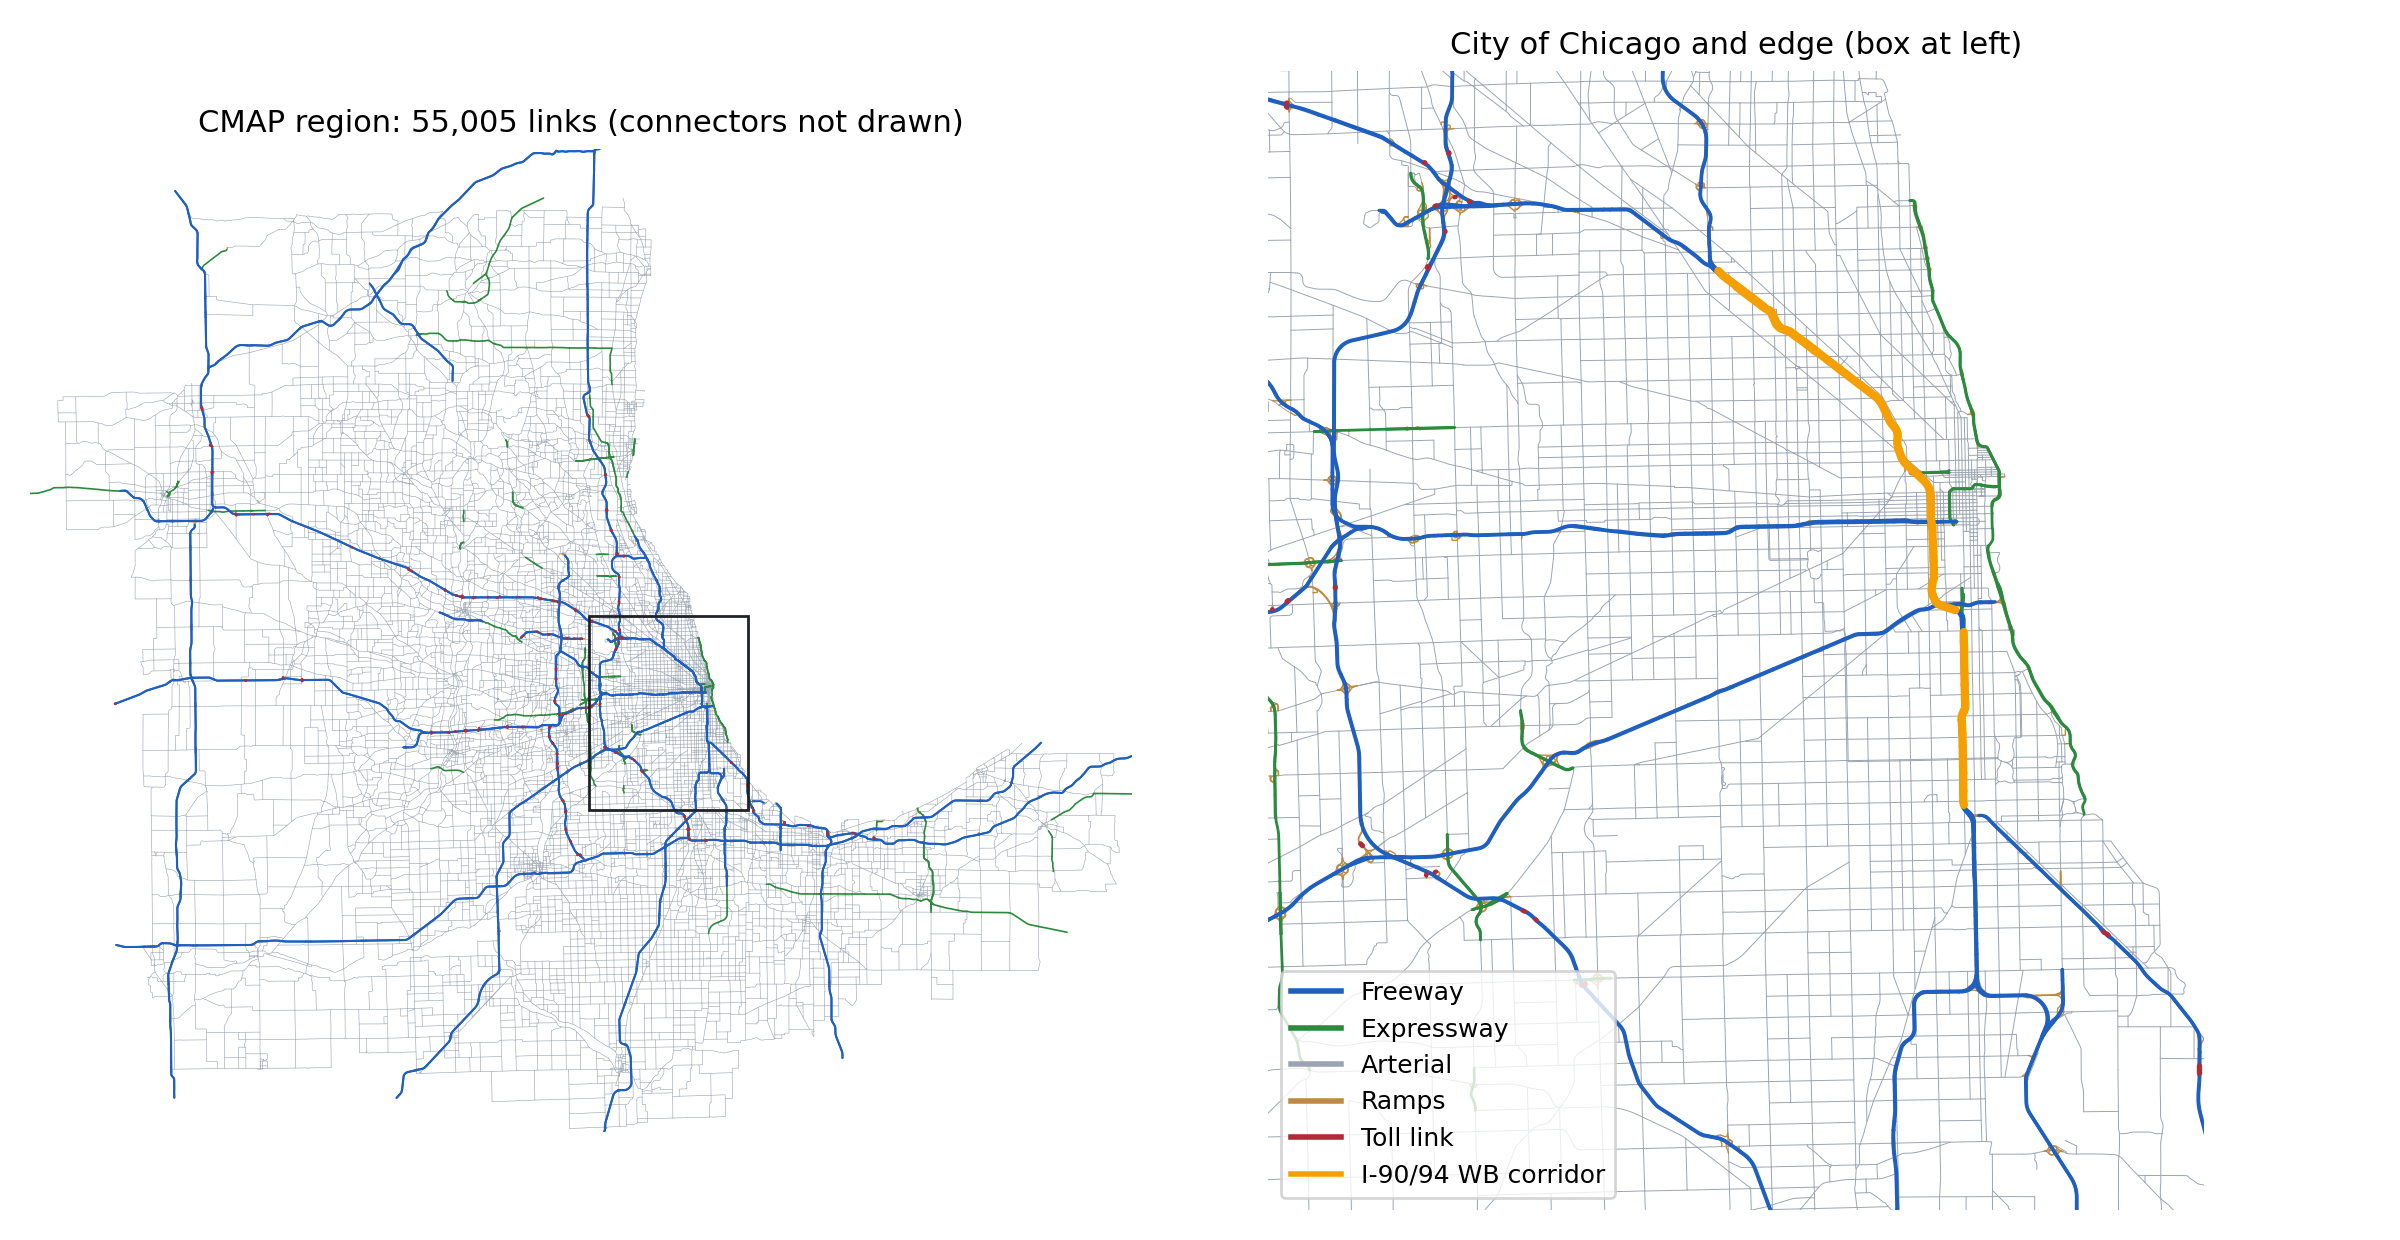 CMAP region: 55,005 links (connectors not drawn)
City of Chicago and edge (box at left)
Freeway
Expressway
Arterial
Ramps
Toll link
I-90/94 WB corridor